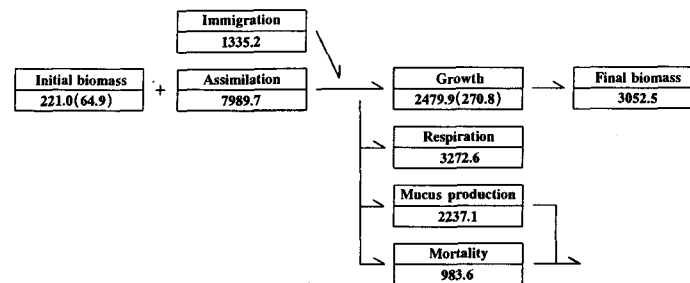 Immigration
1335.2
Initial biomass
221.0(64.9)
+
Assimilation
7989.7
Growth
2479.9(270.8)
Final biomass
3052.5
Respiration
3272.6
Mucus production
2237.1
Mortality
983.6